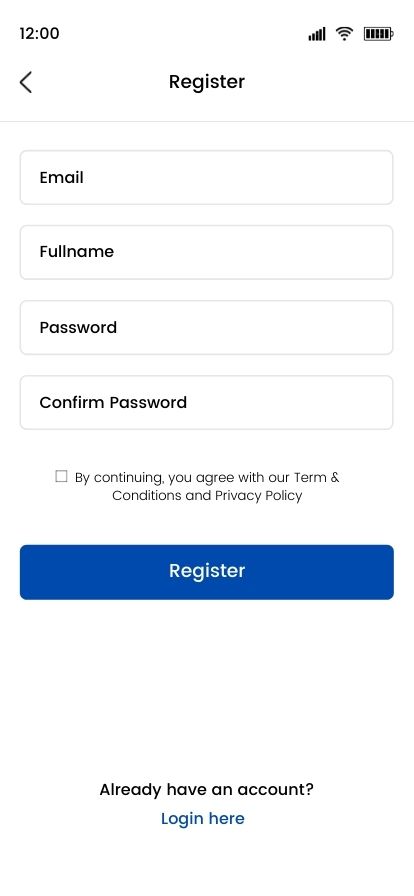 12:00
Register
Email
Fullname
Password
Confirm Password
By continuing, you agree with our Term &
Conditions and Privacy Policy
Register
Already have an account?
Login here